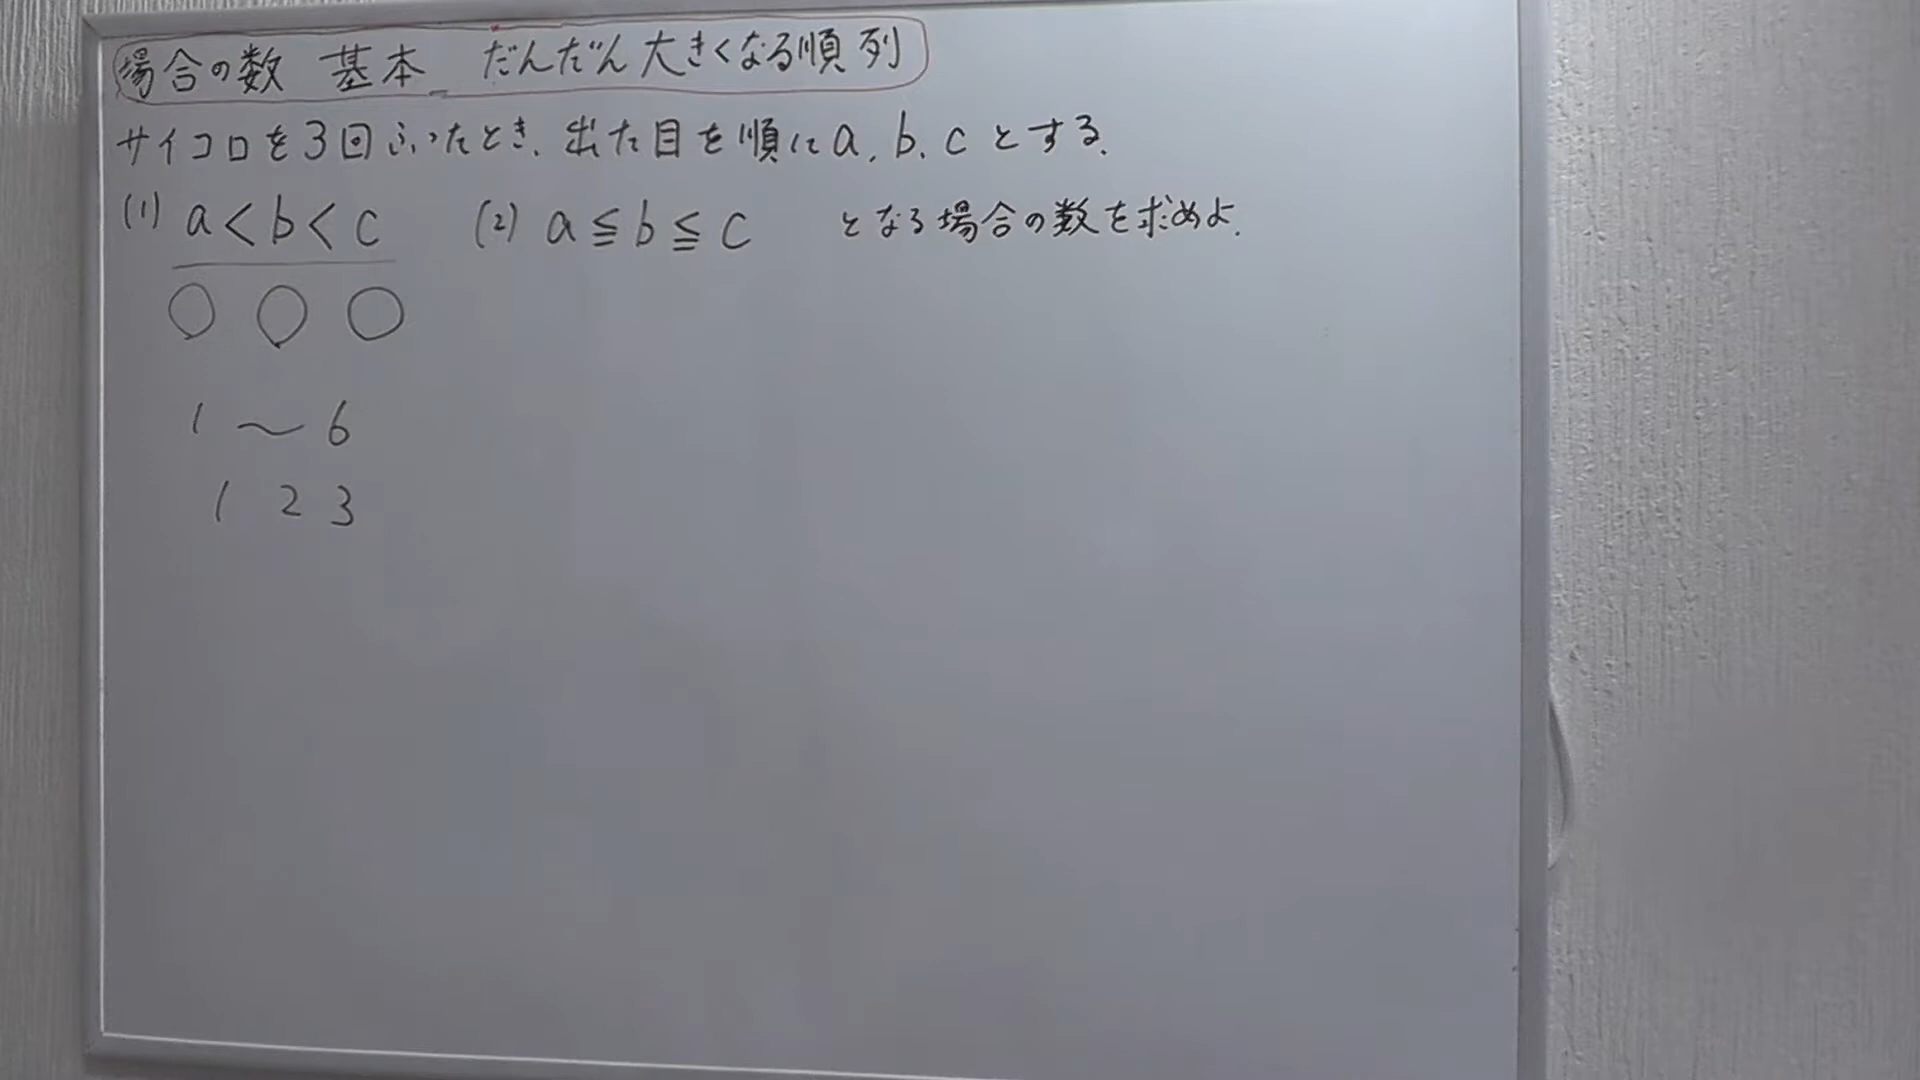 場合の数 基本 だんだん大きくなる順列
サイコロを3回ふったとき、出た目を順にa, b, cとする.
(1) a < b < c (2) a ≦ b ≦ c となる場合の数を求めよ.
○ ○ ○
1 〜 6
1 2 3